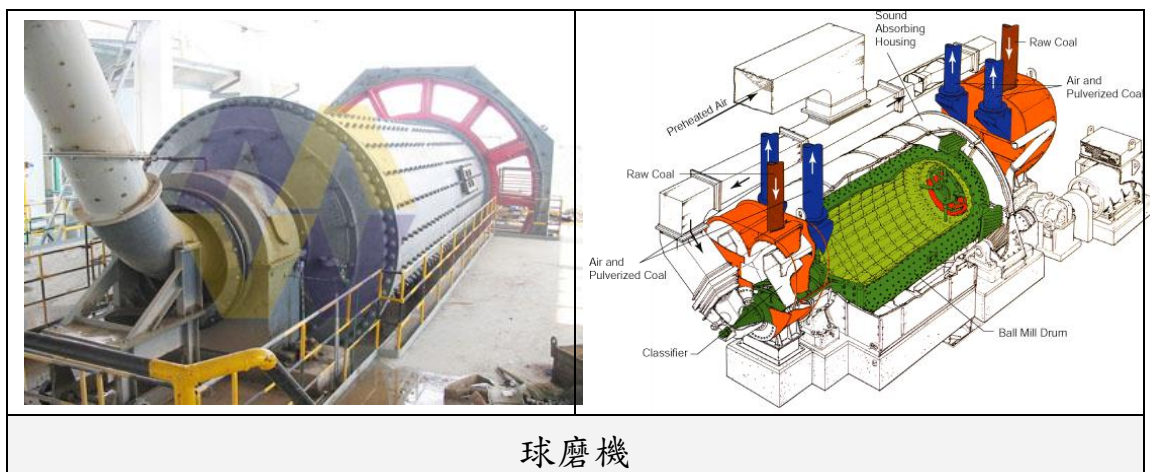 Sound
Absorbing
Housing
Raw Coal
Air and
Pulverized Coal
Preheated Air
Raw Coal
Air and
Pulverized Coal
Classifier
Ball Mill Drum
球磨機